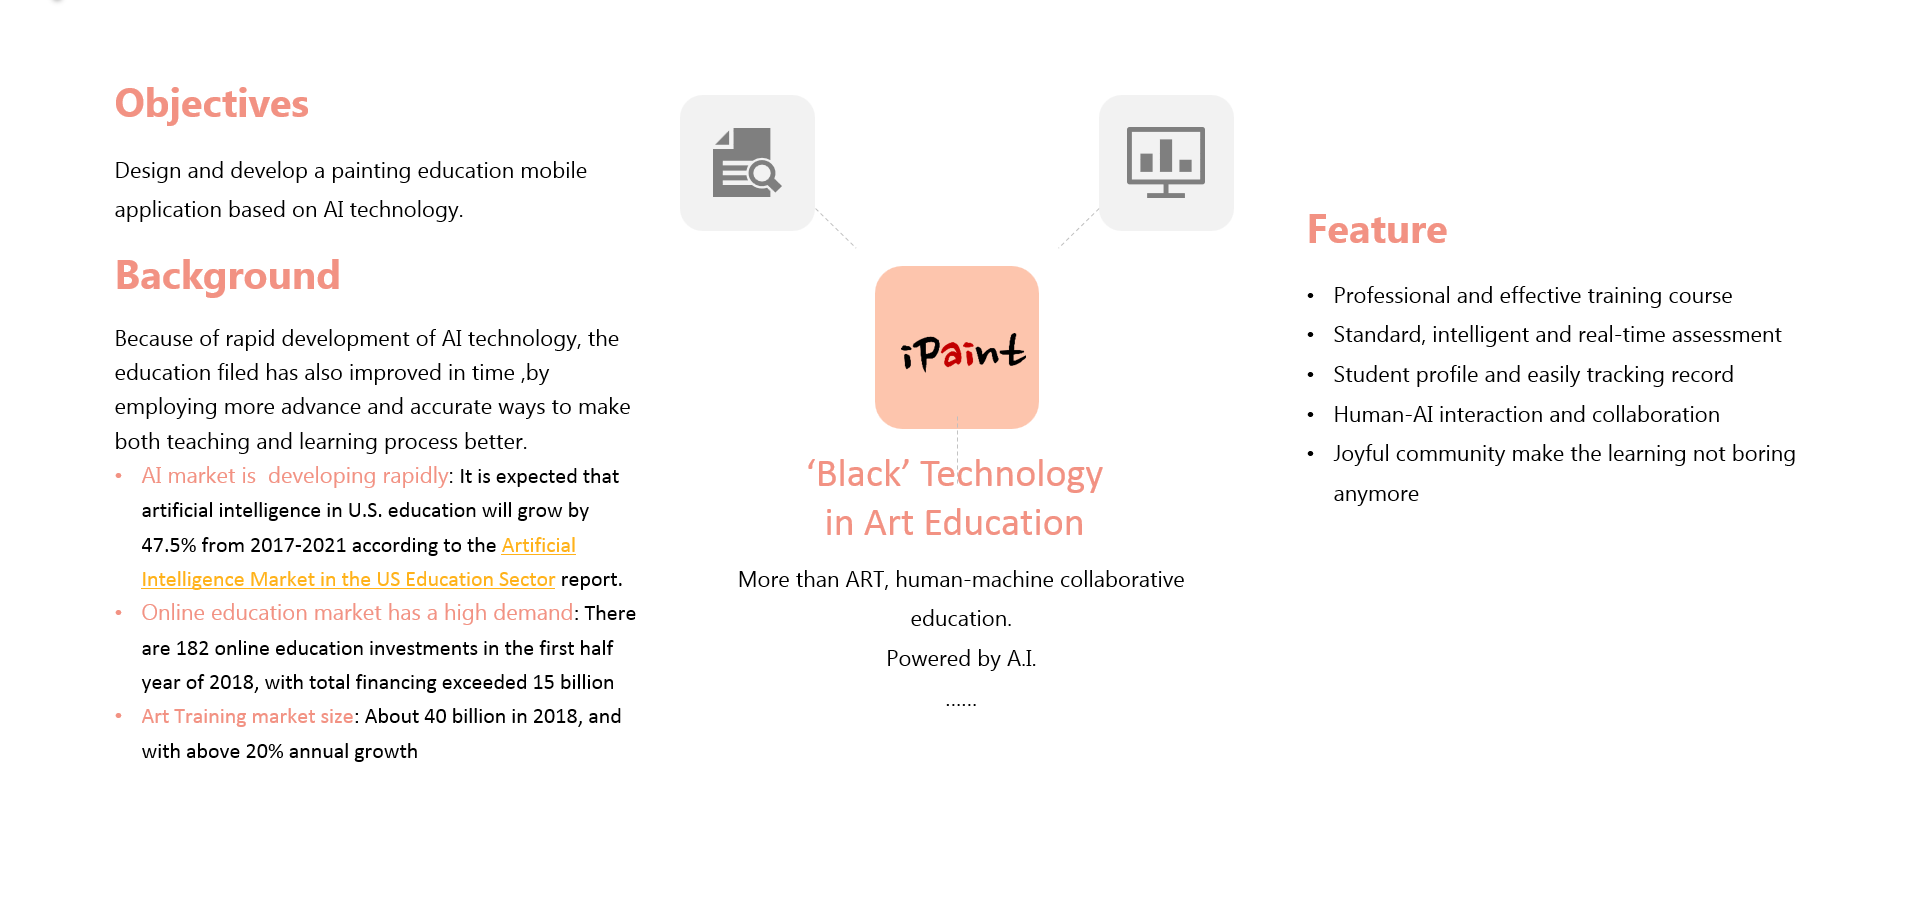 Objectives
Design and develop a painting education mobile
application based on AI technology.
Background
Because of rapid development of AI technology, the
education filed has also improved in time ,by
employing more advance and accurate ways to make
both teaching and learning process better.
• AI market is  developing rapidly: It is expected that
artificial intelligence in U.S. education will grow by
47.5% from 2017-2021 according to the Artificial
Intelligence Market in the US Education Sector report.
• Online education market has a high demand: There
are 182 online education investments in the first half
year of 2018, with total financing exceeded 15 billion
• Art Training market size: About 40 billion in 2018, and
with above 20% annual growth
iPaint
‘Black’ Technology
in Art Education
More than ART, human-machine collaborative
education.
Powered by A.I.
......
Feature
• Professional and effective training course
• Standard, intelligent and real-time assessment
• Student profile and easily tracking record
• Human-AI interaction and collaboration
• Joyful community make the learning not boring
anymore